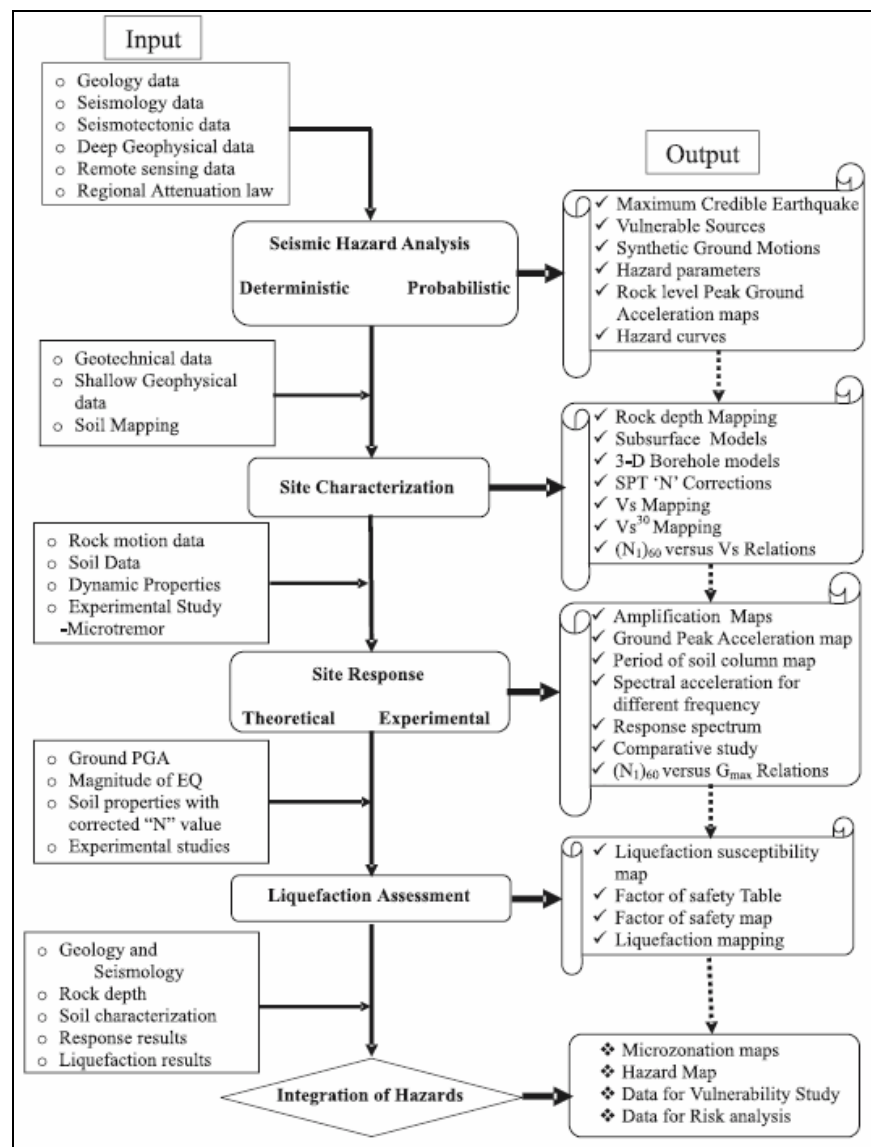 Input
○ Geology data
○ Seismology data
○ Seismotectonic data
○ Deep Geophysical data
○ Remote sensing data
○ Regional Attenuation law
Output
Seismic Hazard Analysis
Deterministic Probabilistic
✓ Maximum Credible Earthquake
✓ Vulnerable Sources
✓ Synthetic Ground Motions
✓ Hazard parameters
✓ Rock level Peak Ground
Acceleration maps
✓ Hazard curves
○ Geotechnical data
○ Shallow Geophysical
data
○ Soil Mapping
Site Characterization
✓ Rock depth Mapping
✓ Subsurface Models
✓ 3-D Borehole models
✓ SPT ‘N’ Corrections
✓ Vs Mapping
✓ Vs³⁰ Mapping
✓ (N₁)₆₀ versus Vs Relations
○ Rock motion data
○ Soil Data
○ Dynamic Properties
○ Experimental Study
-Microtremor
Site Response
Theoretical Experimental
✓ Amplification Maps
✓ Ground Peak Acceleration map
✓ Period of soil column map
✓ Spectral acceleration for
different frequency
✓ Response spectrum
✓ Comparative study
✓ (N₁)₆₀ versus Gₘₐₓ Relations
○ Ground PGA
○ Magnitude of EQ
○ Soil properties with
corrected “N” value
○ Experimental studies
Liquefaction Assessment
✓ Liquefaction susceptibility
map
✓ Factor of safety Table
✓ Factor of safety map
✓ Liquefaction mapping
○ Geology and
Seismology
○ Rock depth
○ Soil characterization
○ Response results
○ Liquefaction results
Integration of Hazards
❖ Microzonation maps
❖ Hazard Map
❖ Data for Vulnerability Study
❖ Data for Risk analysis